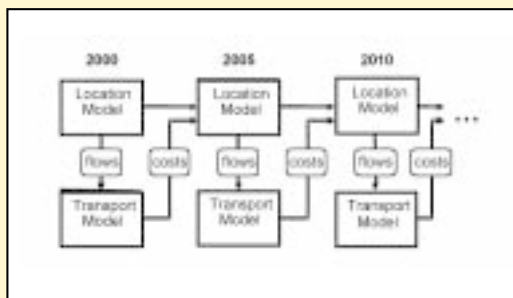 2000 2005 2010
Location Model Location Model Location Model
flows costs flows costs flows costs
Transport Model Transport Model Transport Model
...